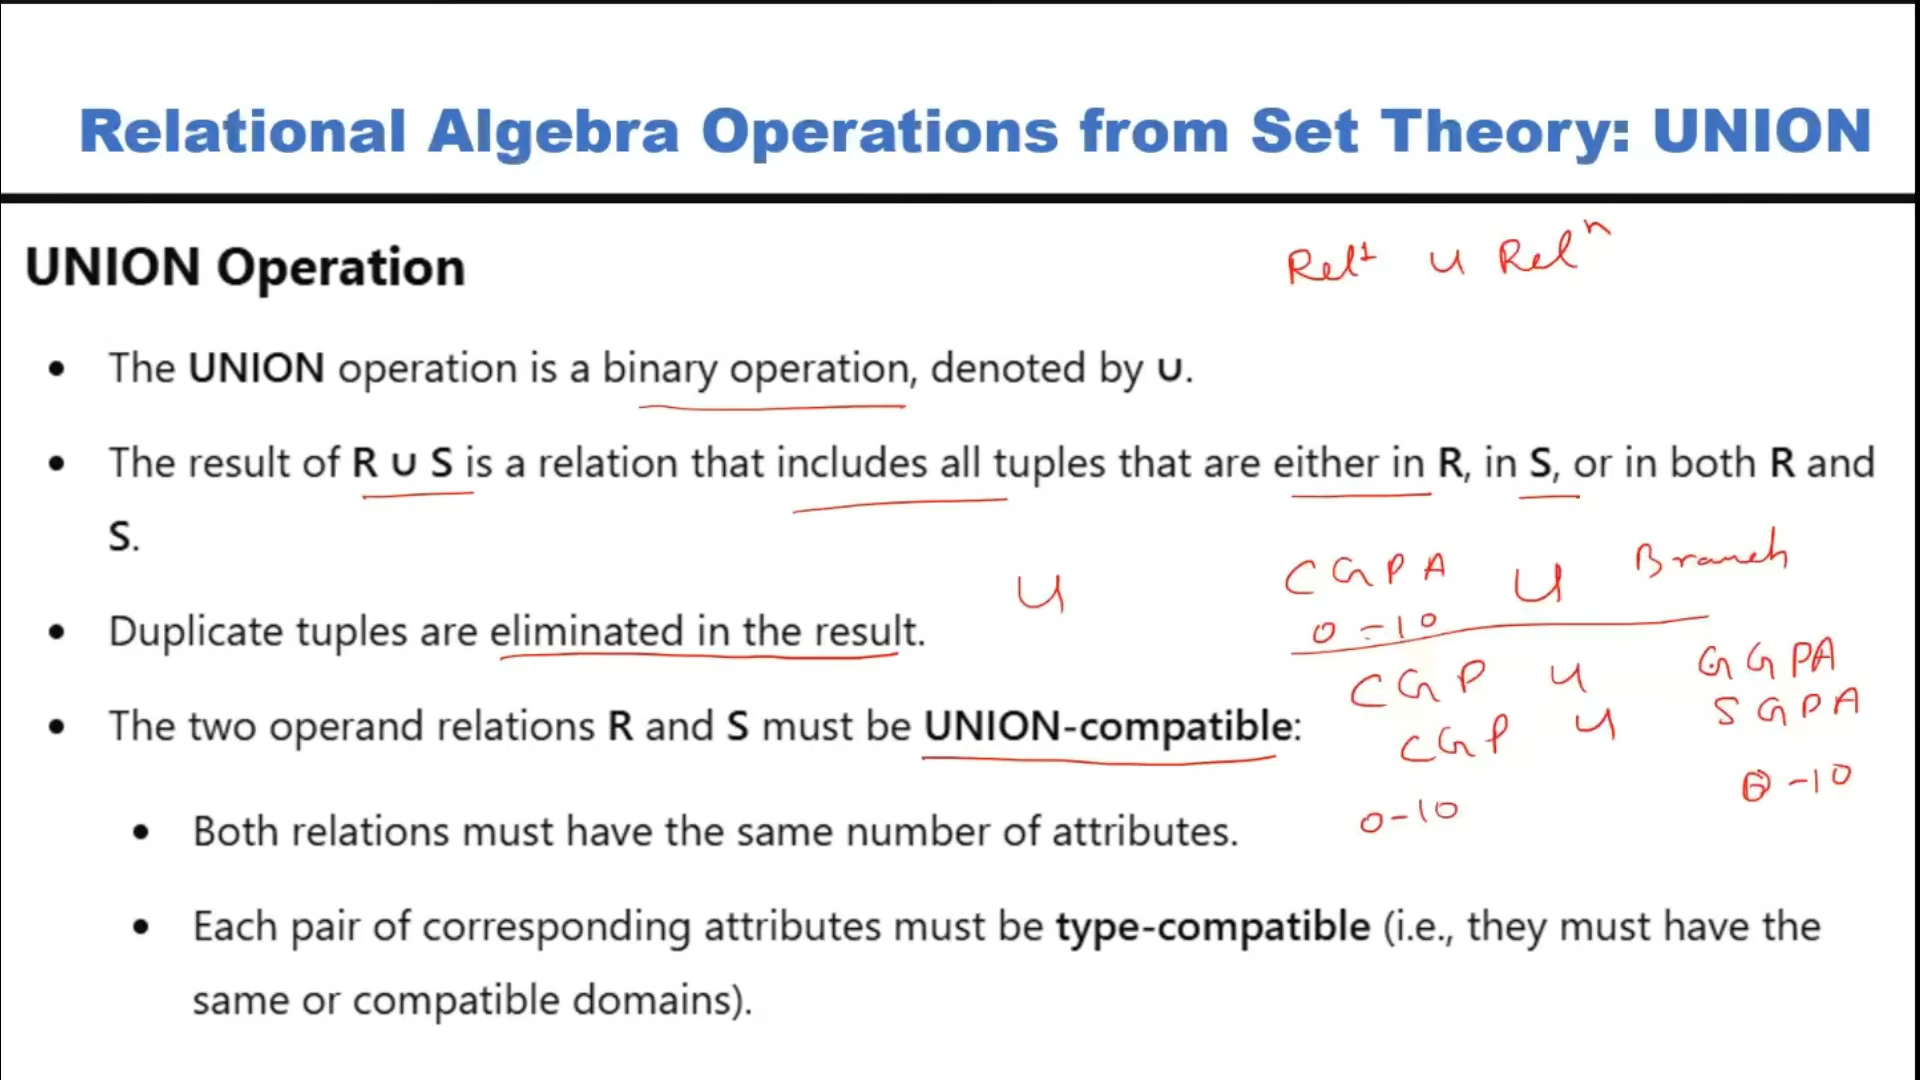 Relational Algebra Operations from Set Theory: UNION
UNION Operation
Rel¹ ∪ Relⁿ
• The UNION operation is a binary operation, denoted by ∪.
• The result of R ∪ S is a relation that includes all tuples that are either in R, in S, or in both R and
S.
CGPA ∪ Branch
∪
0-10
• Duplicate tuples are eliminated in the result.
CGP ∪ GGPA
CGP ∪ SGPA
• The two operand relations R and S must be UNION-compatible:
0-10 0-10
• Both relations must have the same number of attributes.
• Each pair of corresponding attributes must be type-compatible (i.e., they must have the
same or compatible domains).